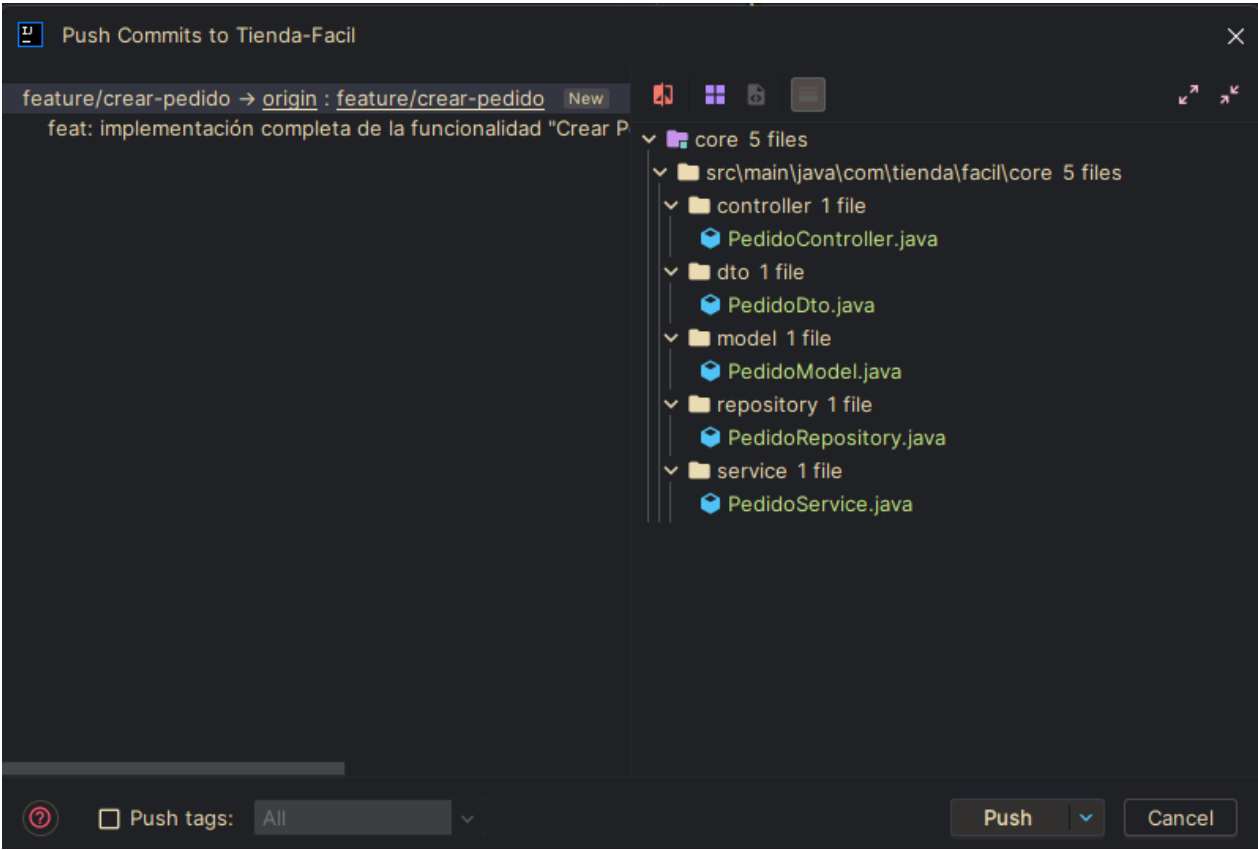 Push Commits to Tienda-Facil
feature/crear-pedido → origin : feature/crear-pedido New
feat: implementación completa de la funcionalidad "Crear P
core 5 files
src\main\java\com\tienda\facil\core 5 files
controller 1 file
PedidoController.java
dto 1 file
PedidoDto.java
model 1 file
PedidoModel.java
repository 1 file
PedidoRepository.java
service 1 file
PedidoService.java
Push tags: All
Push
Cancel